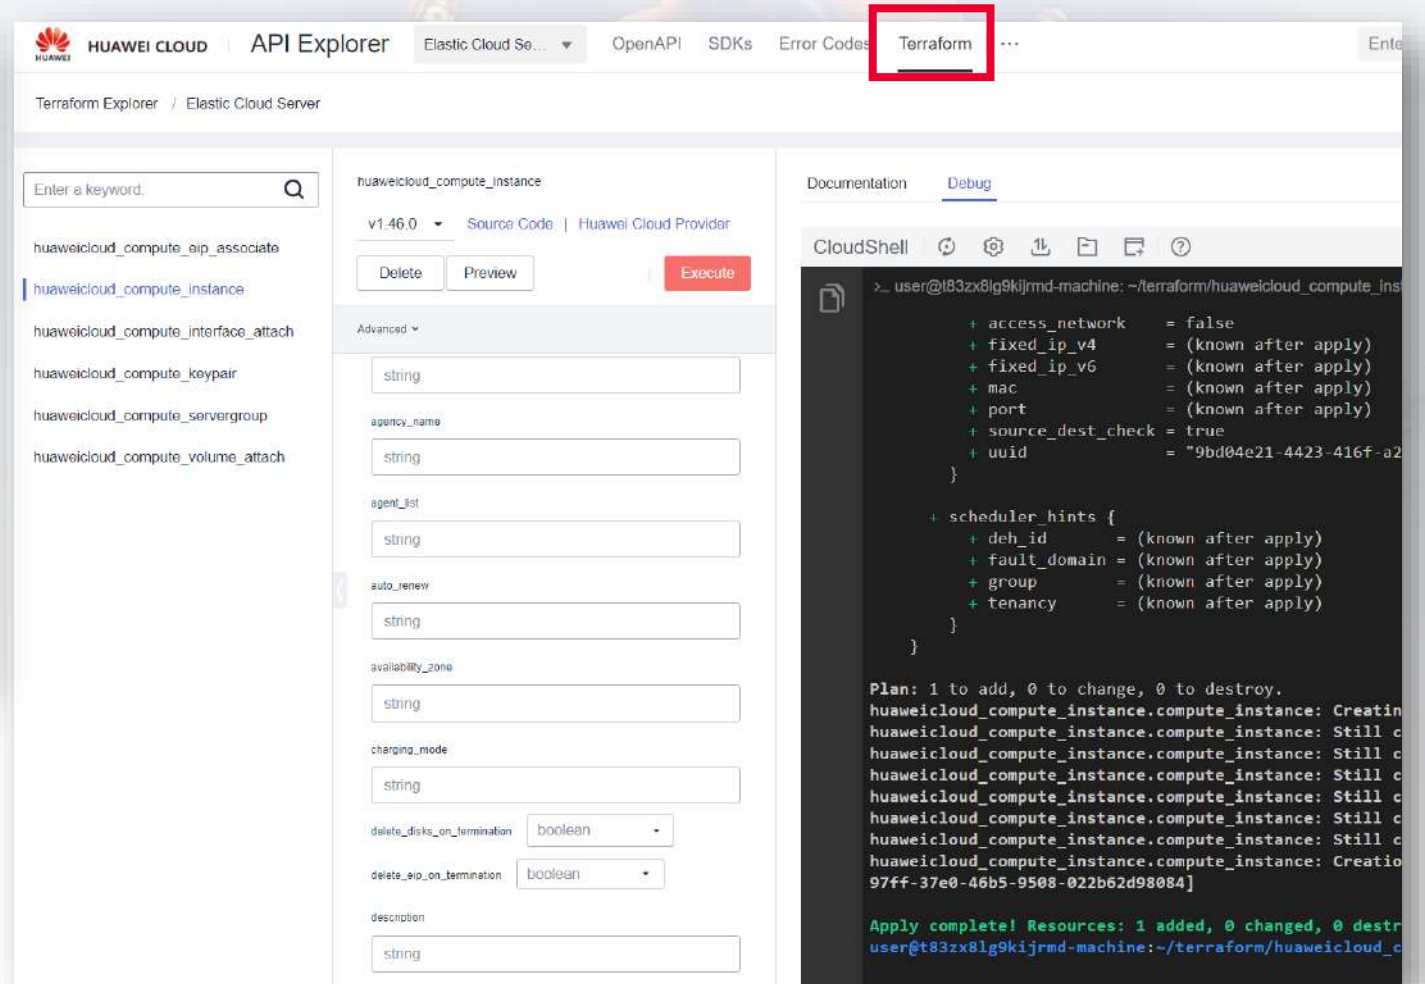 HUAWEI
HUAWEI CLOUD
API Explorer
Elastic Cloud Se...
OpenAPI
SDKs
Error Codes
Terraform
...
Ente
Terraform Explorer / Elastic Cloud Server
Enter a keyword.
huaweicloud_compute_eip_associate
huaweicloud_compute_instance
huaweicloud_compute_interface_attach
huaweicloud_compute_keypair
huaweicloud_compute_servergroup
huaweicloud_compute_volume_attach
huaweicloud_compute_instance
v1.46.0
Source Code | Huawei Cloud Provider
Delete
Preview
Execute
Advanced
string
agency_name
string
agent_list
string
auto_renew
string
availability_zone
string
charging_mode
string
delete_disks_on_termination
boolean
delete_eip_on_termination
boolean
description
string
Documentation
Debug
CloudShell
>_ user@t83zx8lg9kijrmd-machine: ~/terraform/huaweicloud_compute_inst
+ access_network = false
+ fixed_ip_v4 = (known after apply)
+ fixed_ip_v6 = (known after apply)
+ mac = (known after apply)
+ port = (known after apply)
+ source_dest_check = true
+ uuid = "9bd04e21-4423-416f-a2
}
+ scheduler_hints {
+ deh_id = (known after apply)
+ fault_domain = (known after apply)
+ group = (known after apply)
+ tenancy = (known after apply)
}
}
Plan: 1 to add, 0 to change, 0 to destroy.
huaweicloud_compute_instance.compute_instance: Creatin
huaweicloud_compute_instance.compute_instance: Still c
huaweicloud_compute_instance.compute_instance: Still c
huaweicloud_compute_instance.compute_instance: Still c
huaweicloud_compute_instance.compute_instance: Still c
huaweicloud_compute_instance.compute_instance: Still c
huaweicloud_compute_instance.compute_instance: Still c
huaweicloud_compute_instance.compute_instance: Creatio
97ff-37e0-46b5-9508-022b62d98084]
Apply complete! Resources: 1 added, 0 changed, 0 destr
user@t83zx8lg9kijrmd-machine:~/terraform/huaweicloud_c